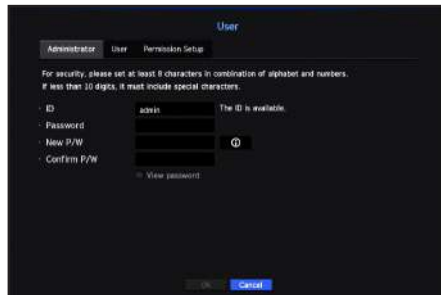 User
Administrator User Permission Setup
For security, please set at least 8 characters in combination of alphabet and numbers.
If less than 10 digits, it must include special characters.
· ID admin The ID is available.
· Password
· New P/W
· Confirm P/W
View password
OK Cancel